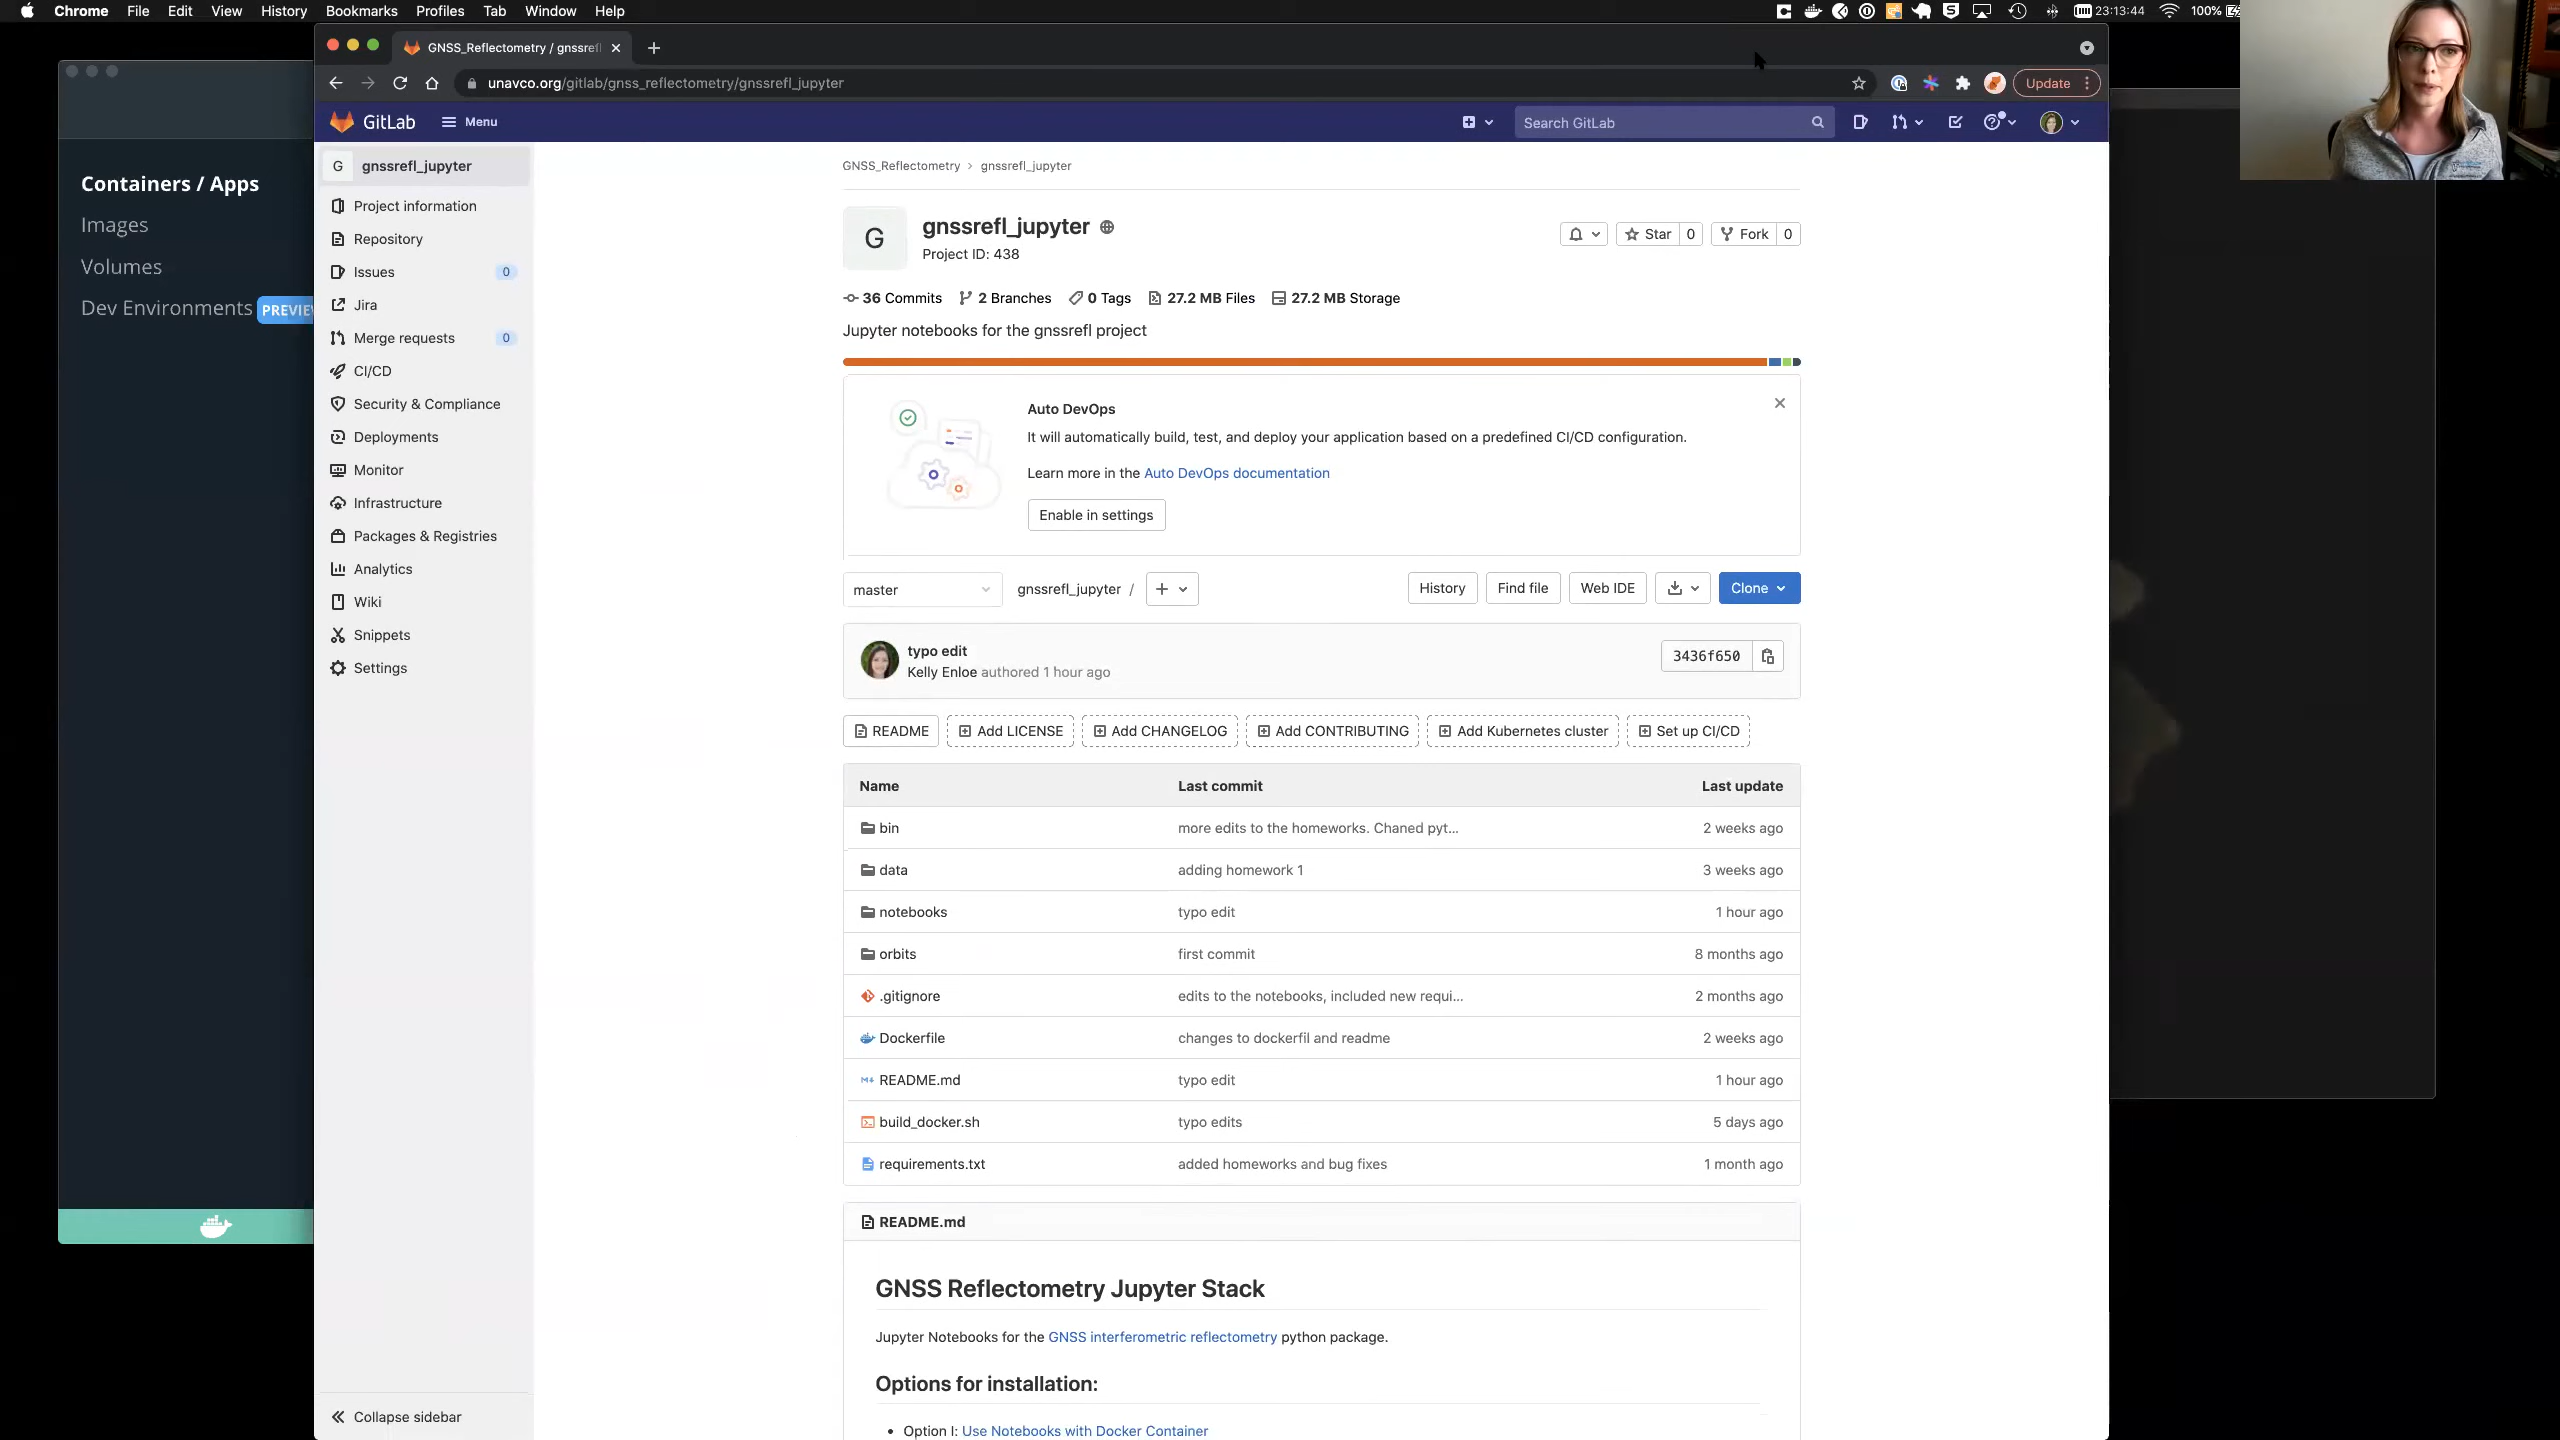 Chrome File Edit View History Bookmarks Profiles Tab Window Help 23:13:44 100%
GNSS_Reflectometry / gnssrefl
unavco.org/gitlab/gnss_reflectometry/gnssrefl_jupyter Update
GitLab Menu Search GitLab
Containers / Apps
Images
Volumes
Dev Environments PREVIE
G gnssrefl_jupyter
Project information
Repository
Issues 0
Jira
Merge requests 0
CI/CD
Security & Compliance
Deployments
Monitor
Infrastructure
Packages & Registries
Analytics
Wiki
Snippets
Settings
Collapse sidebar
GNSS_Reflectometry > gnssrefl_jupyter
G
gnssrefl_jupyter
Project ID: 438
Star 0 Fork 0
36 Commits 2 Branches 0 Tags 27.2 MB Files 27.2 MB Storage
Jupyter notebooks for the gnssrefl project
Auto DevOps
It will automatically build, test, and deploy your application based on a predefined CI/CD configuration.
Learn more in the Auto DevOps documentation
Enable in settings
master gnssrefl_jupyter / History Find file Web IDE Clone
typo edit
Kelly Enloe authored 1 hour ago
3436f650
README Add LICENSE Add CHANGELOG Add CONTRIBUTING Add Kubernetes cluster Set up CI/CD
Name Last commit Last update
bin more edits to the homeworks. Chaned pyt... 2 weeks ago
data adding homework 1 3 weeks ago
notebooks typo edit 1 hour ago
orbits first commit 8 months ago
.gitignore edits to the notebooks, included new requi... 2 months ago
Dockerfile changes to dockerfil and readme 2 weeks ago
README.md typo edit 1 hour ago
build_docker.sh typo edits 5 days ago
requirements.txt added homeworks and bug fixes 1 month ago
README.md
GNSS Reflectometry Jupyter Stack
Jupyter Notebooks for the GNSS interferometric reflectometry python package.
Options for installation:
• Option I: Use Notebooks with Docker Container